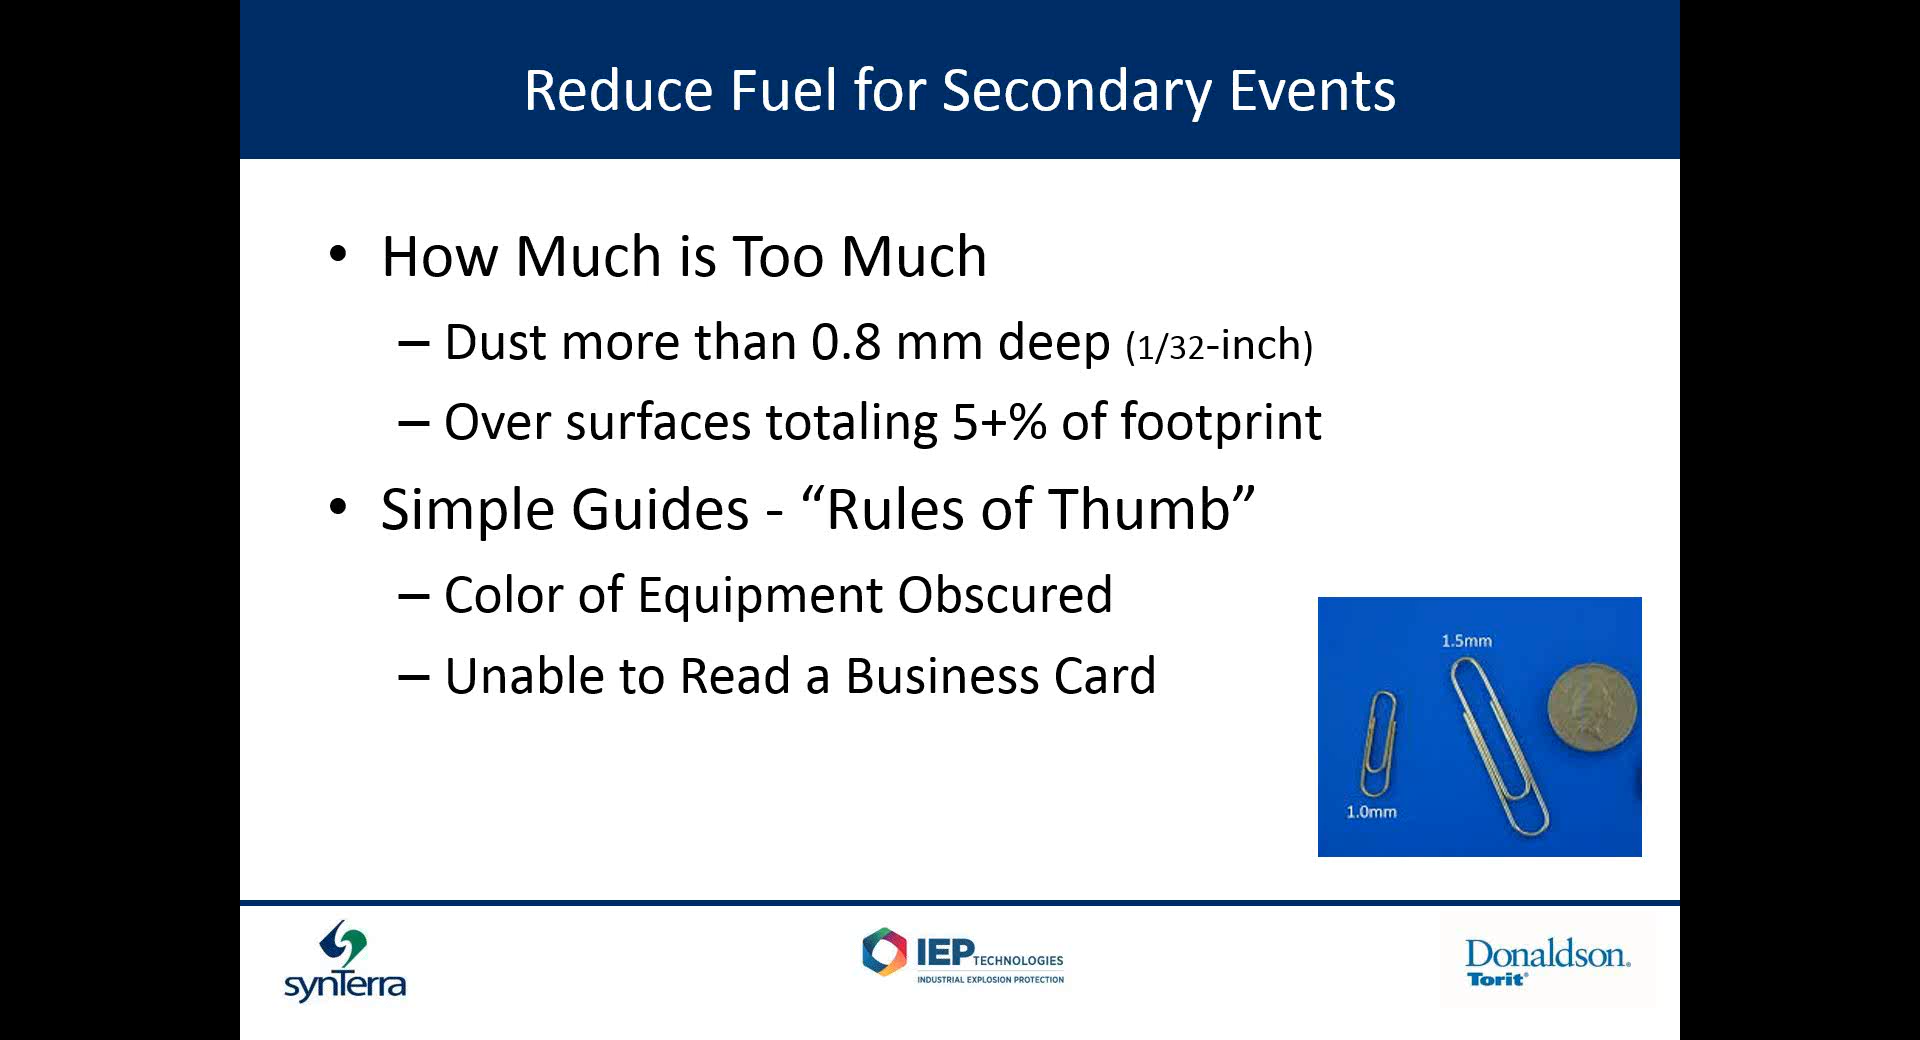 Reduce Fuel for Secondary Events
• How Much is Too Much
– Dust more than 0.8 mm deep (1/32-inch)
– Over surfaces totaling 5+% of footprint
• Simple Guides - “Rules of Thumb”
– Color of Equipment Obscured
– Unable to Read a Business Card
1.5mm
1.0mm
synTerra
IEP TECHNOLOGIES
INDUSTRIAL EXPLOSION PROTECTION
Donaldson.
Torit